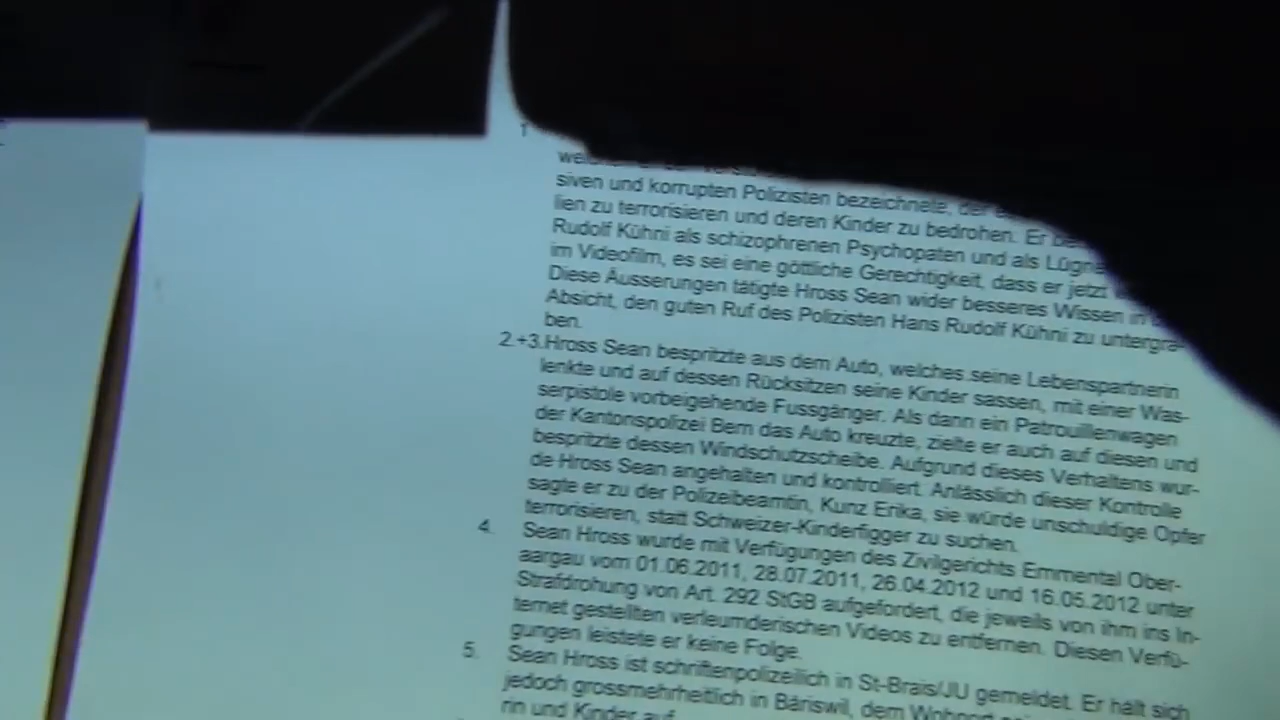 1
siven und korrupten Polizisten bezeichnete, der
lien zu terrorisieren und deren Kinder zu bedrohen. Er
Rudolf Kühni als schizophrenen Psychopaten und als Lügne
im Videofilm, es sei eine göttliche Gerechtigkeit, dass er jetzt
Diese Äusserungen tätigte Hross Sean wider besseres Wissen in
Absicht, den guten Ruf des Polizisten Hans Rudolf Kühni zu untergra-
ben.
2.+3.Hross Sean bespritzte aus dem Auto, welches seine Lebenspartnerin
lenkte und auf dessen Rücksitzen seine Kinder sassen, mit einer Was-
serpistole vorbeigehende Fussgänger. Als dann ein Patrouillenwagen
der Kantonspolizei Bern das Auto kreuzte, zielte er auch auf diesen und
bespritzte dessen Windschutzscheibe. Aufgrund dieses Verhaltens wur-
de Hross Sean angehalten und kontrolliert. Anlässlich dieser Kontrolle
sagte er zu der Polizeibeamtin, Kunz Erika, sie würde unschuldige Opfer
terrorisieren, statt Schweizer-Kinderfigger zu suchen.
4. Sean Hross wurde mit Verfügungen des Zivilgerichts Emmental Ober-
aargau vom 01.06.2011, 28.07.2011, 26.04.2012 und 16.05.2012 unter
Strafdrohung von Art. 292 StGB aufgefordert, die jeweils von ihm ins In-
ternet gestellten verleumderischen Videos zu entfernen. Diesen Verfü-
gungen leistete er keine Folge.
5. Sean Hross ist schriftenpolizeilich in St-Brais/JU gemeldet. Er hält sich
jedoch grossmehrheitlich in Bäriswil, dem Wohnort
rin und Kinder auf.